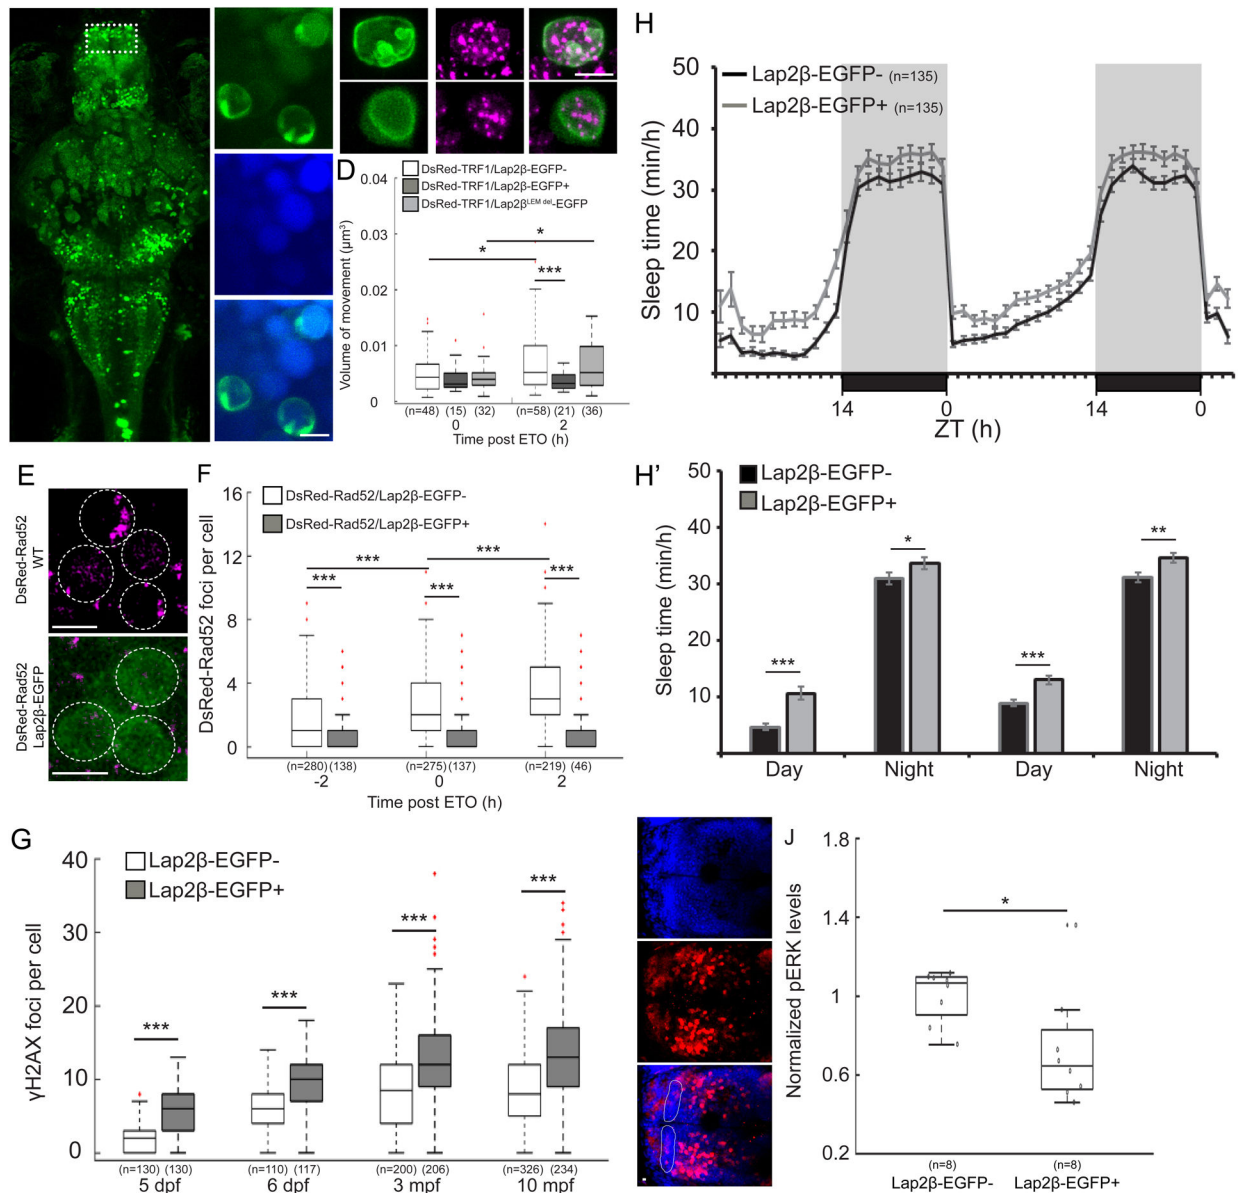 D
DsRed-TRF1/Lap2β-EGFP-
DsRed-TRF1/Lap2β-EGFP+
DsRed-TRF1/Lap2βLEM del-EGFP
Volume of movement (µm³)
0.04
0.03
0.02
0.01
0
*
*
***
(n=48) (15) (32) (n=58) (21) (36)
0 2
Time post ETO (h)
E
DsRed-Rad52
WT
DsRed-Rad52
Lap2β-EGFP
F
DsRed-Rad52/Lap2β-EGFP-
DsRed-Rad52/Lap2β-EGFP+
DsRed-Rad52 foci per cell
16
12
8
4
0
*** ***
*** *** ***
(n=280) (138) (n=275) (137) (n=219) (46)
-2 0 2
Time post ETO (h)
G
Lap2β-EGFP-
Lap2β-EGFP+
γH2AX foci per cell
40
30
20
10
0
*** *** *** ***
(n=130) (130) (n=110) (117) (n=200) (206) (n=326) (234)
5 dpf 6 dpf 3 mpf 10 mpf
H
Lap2β-EGFP- (n=135)
Lap2β-EGFP+ (n=135)
Sleep time (min/h)
50
40
30
20
10
14 0 14 0
ZT (h)
H’
Lap2β-EGFP-
Lap2β-EGFP+
Sleep time (min/h)
50
40
30
20
10
*** * *** **
Day Night Day Night
J
Normalized pERK levels
1.8
1.4
1
0.6
0.2
*
(n=8) (n=8)
Lap2β-EGFP- Lap2β-EGFP+